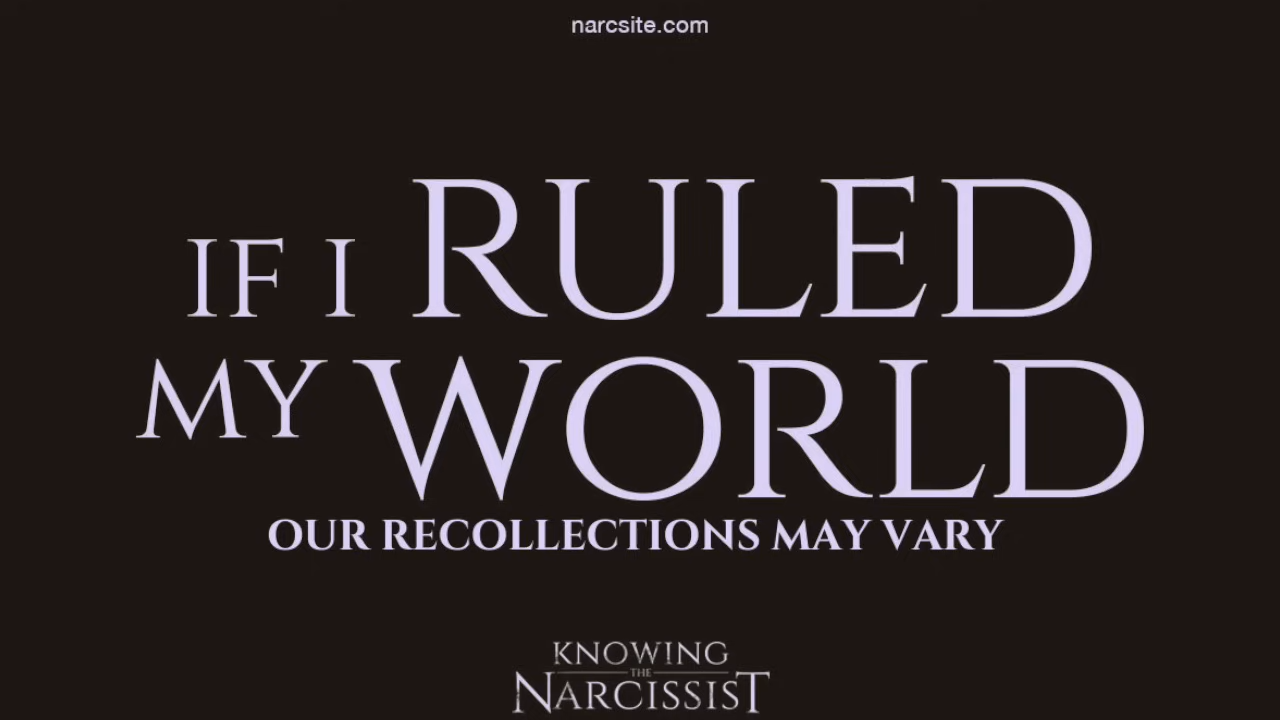 narcsite.com
IF I RULED
MY WORLD
OUR RECOLLECTIONS MAY VARY
KNOWING
THE
NARCISSIST